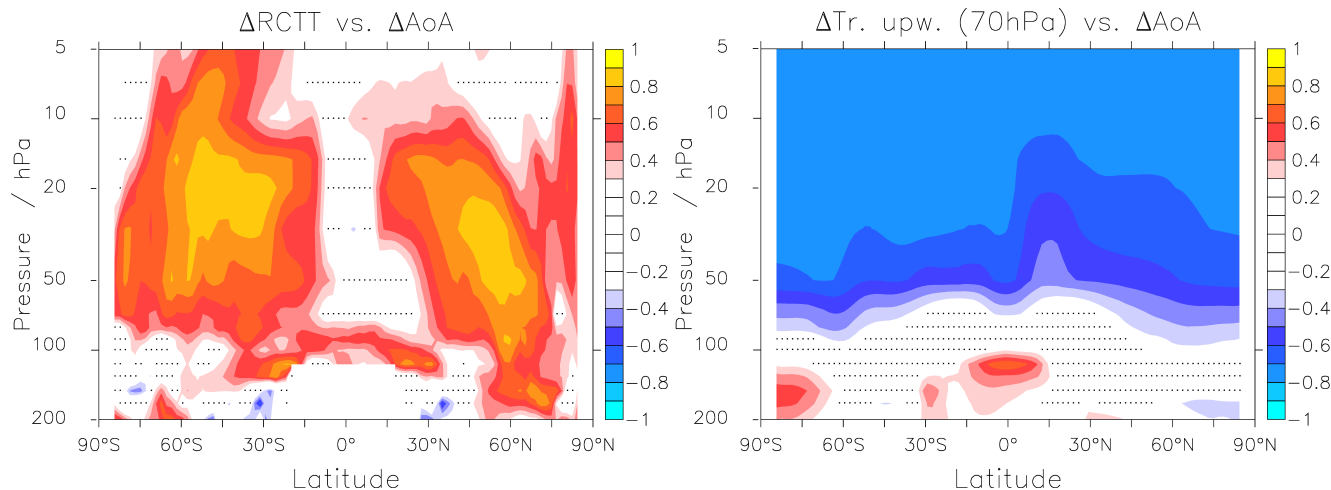 ΔRCTT vs. ΔAoA
5
10
20
50
100
200
Pressure / hPa
90°S
60°S
30°S
0°
30°N
60°N
90°N
Latitude
1
0.8
0.6
0.4
0.2
0
−0.2
−0.4
−0.6
−0.8
−1
ΔTr. upw. (70hPa) vs. ΔAoA
5
10
20
50
100
200
Pressure / hPa
90°S
60°S
30°S
0°
30°N
60°N
90°N
Latitude
1
0.8
0.6
0.4
0.2
0
−0.2
−0.4
−0.6
−0.8
−1